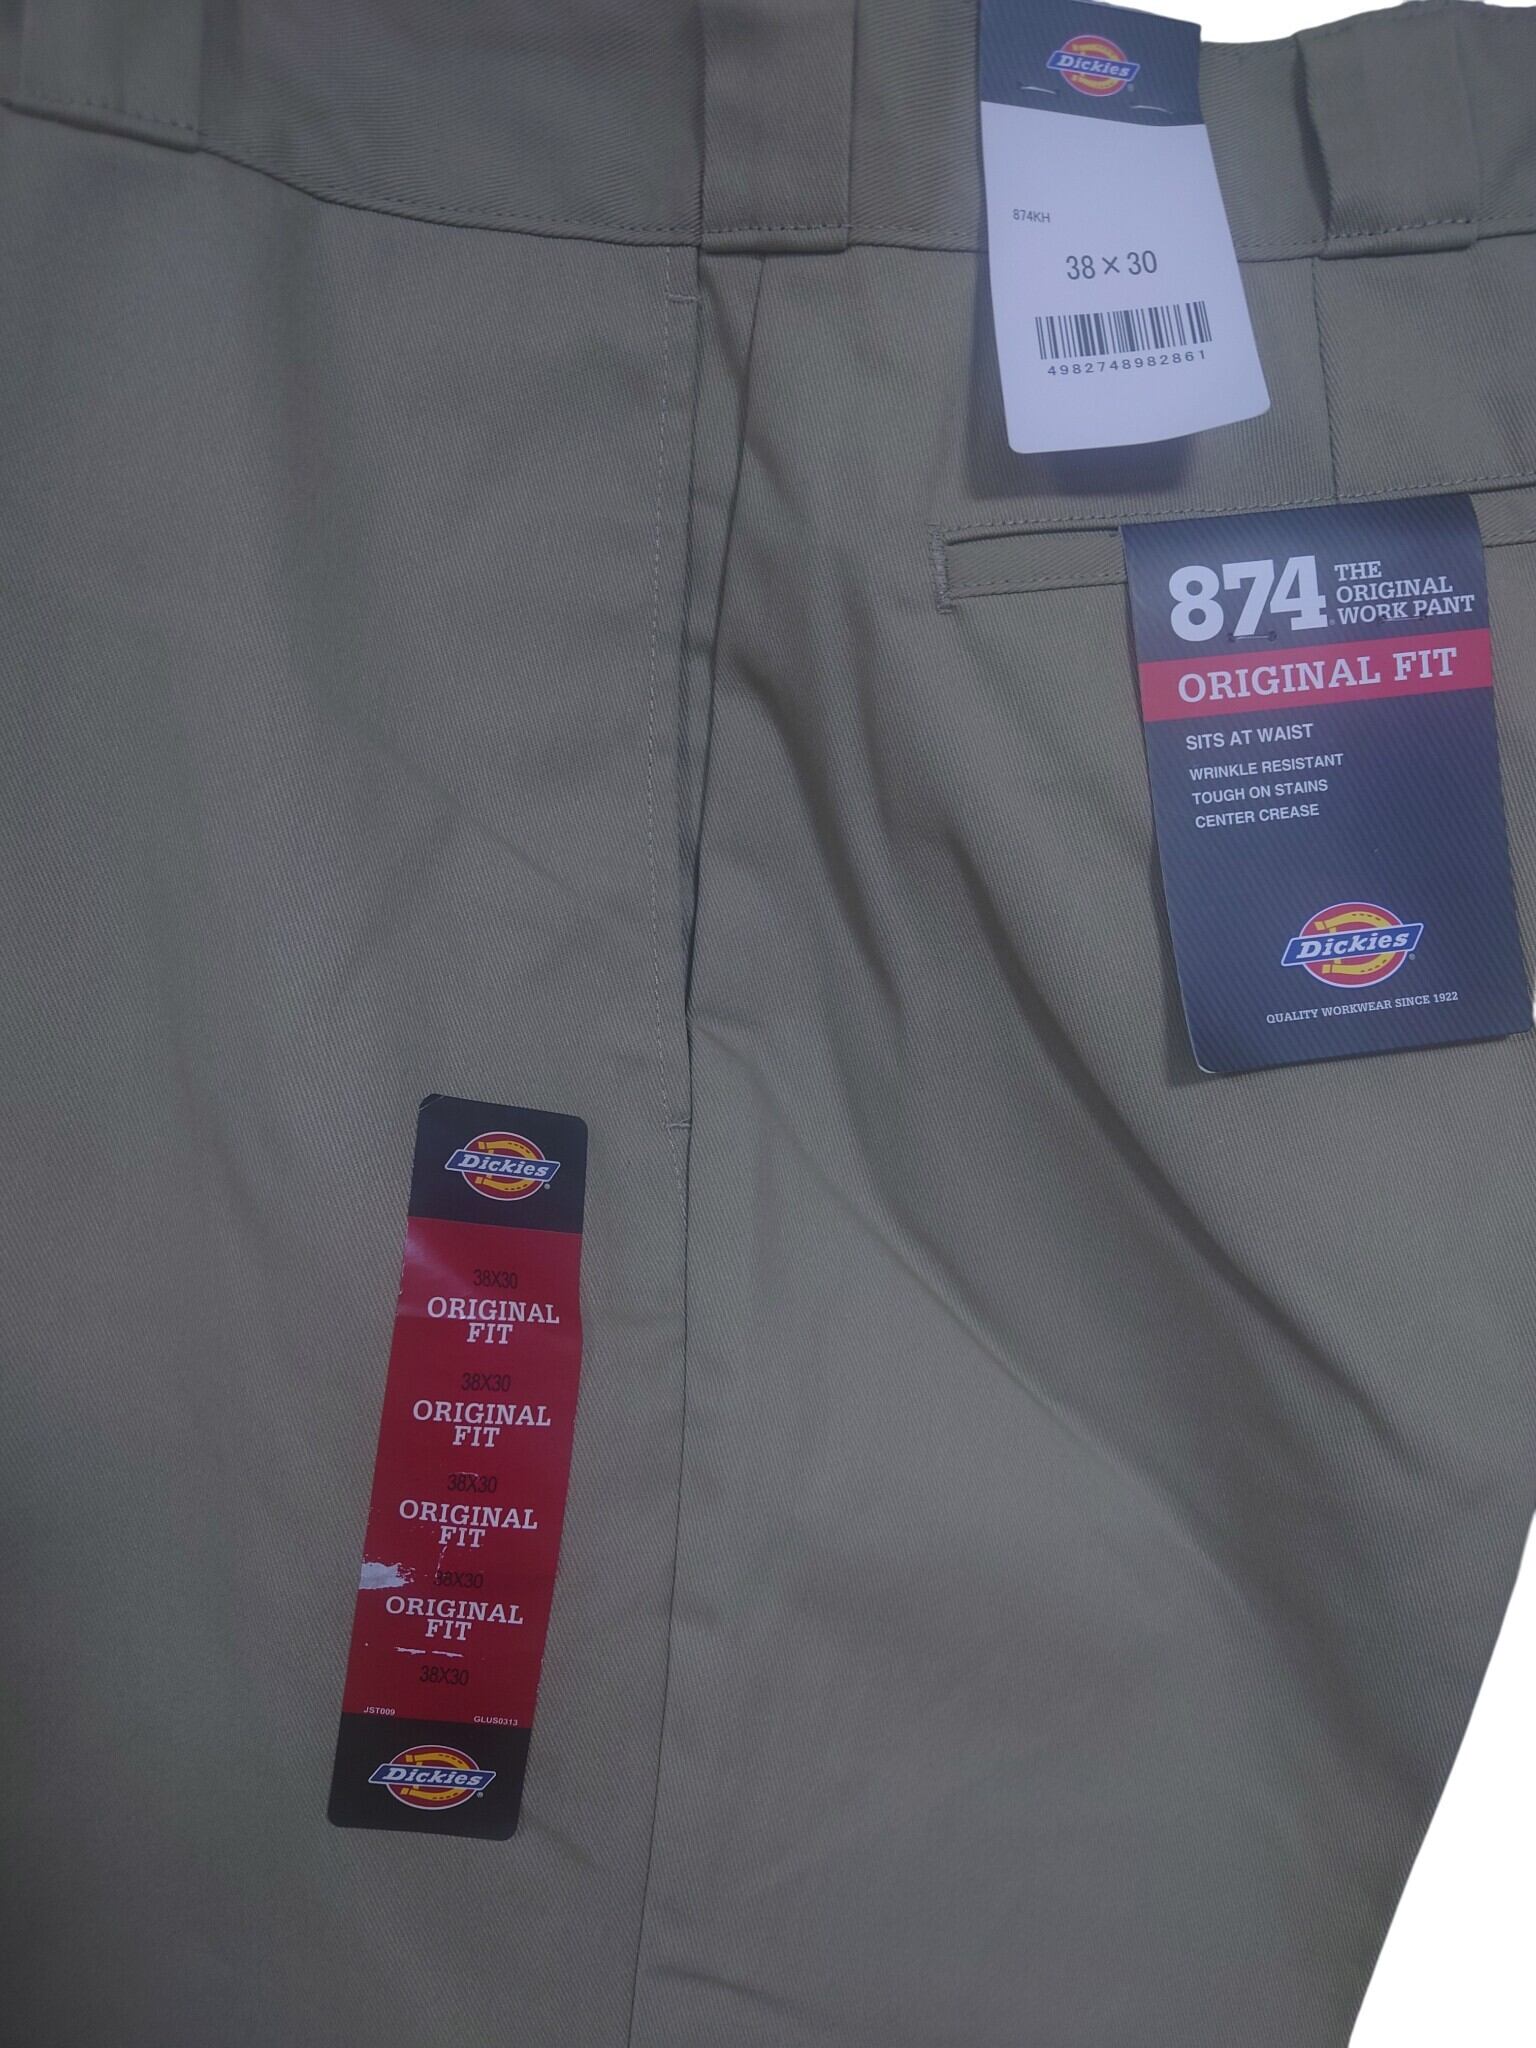 Dickies®
874KH
38×30
4982748982861
874® THE
ORIGINAL
WORK PANT
ORIGINAL FIT
SITS AT WAIST
WRINKLE RESISTANT
TOUGH ON STAINS
CENTER CREASE
Dickies®
QUALITY WORKWEAR SINCE 1922
Dickies®
38X30
ORIGINAL
FIT
38X30
ORIGINAL
FIT
38X30
ORIGINAL
FIT
38X30
ORIGINAL
FIT
38X30
JST009 GLUS0313
Dickies®